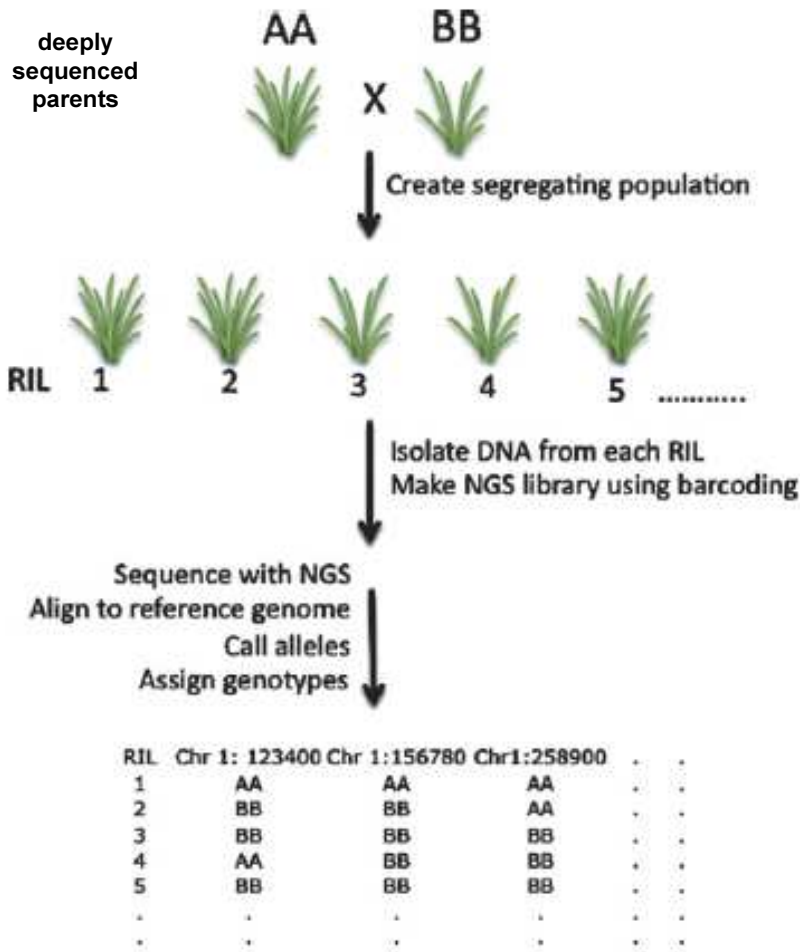 deeply
sequenced
parents
AA BB
X
Create segregating population
RIL 1 2 3 4 5 ...........
Isolate DNA from each RIL
Make NGS library using barcoding
Sequence with NGS
Align to reference genome
Call alleles
Assign genotypes
RIL Chr 1: 123400 Chr 1:156780 Chr1:258900 . .
1 AA AA AA . .
2 BB BB AA . .
3 BB BB BB . .
4 AA BB BB . .
5 BB BB BB . .
. . . . . .
. . . . . .